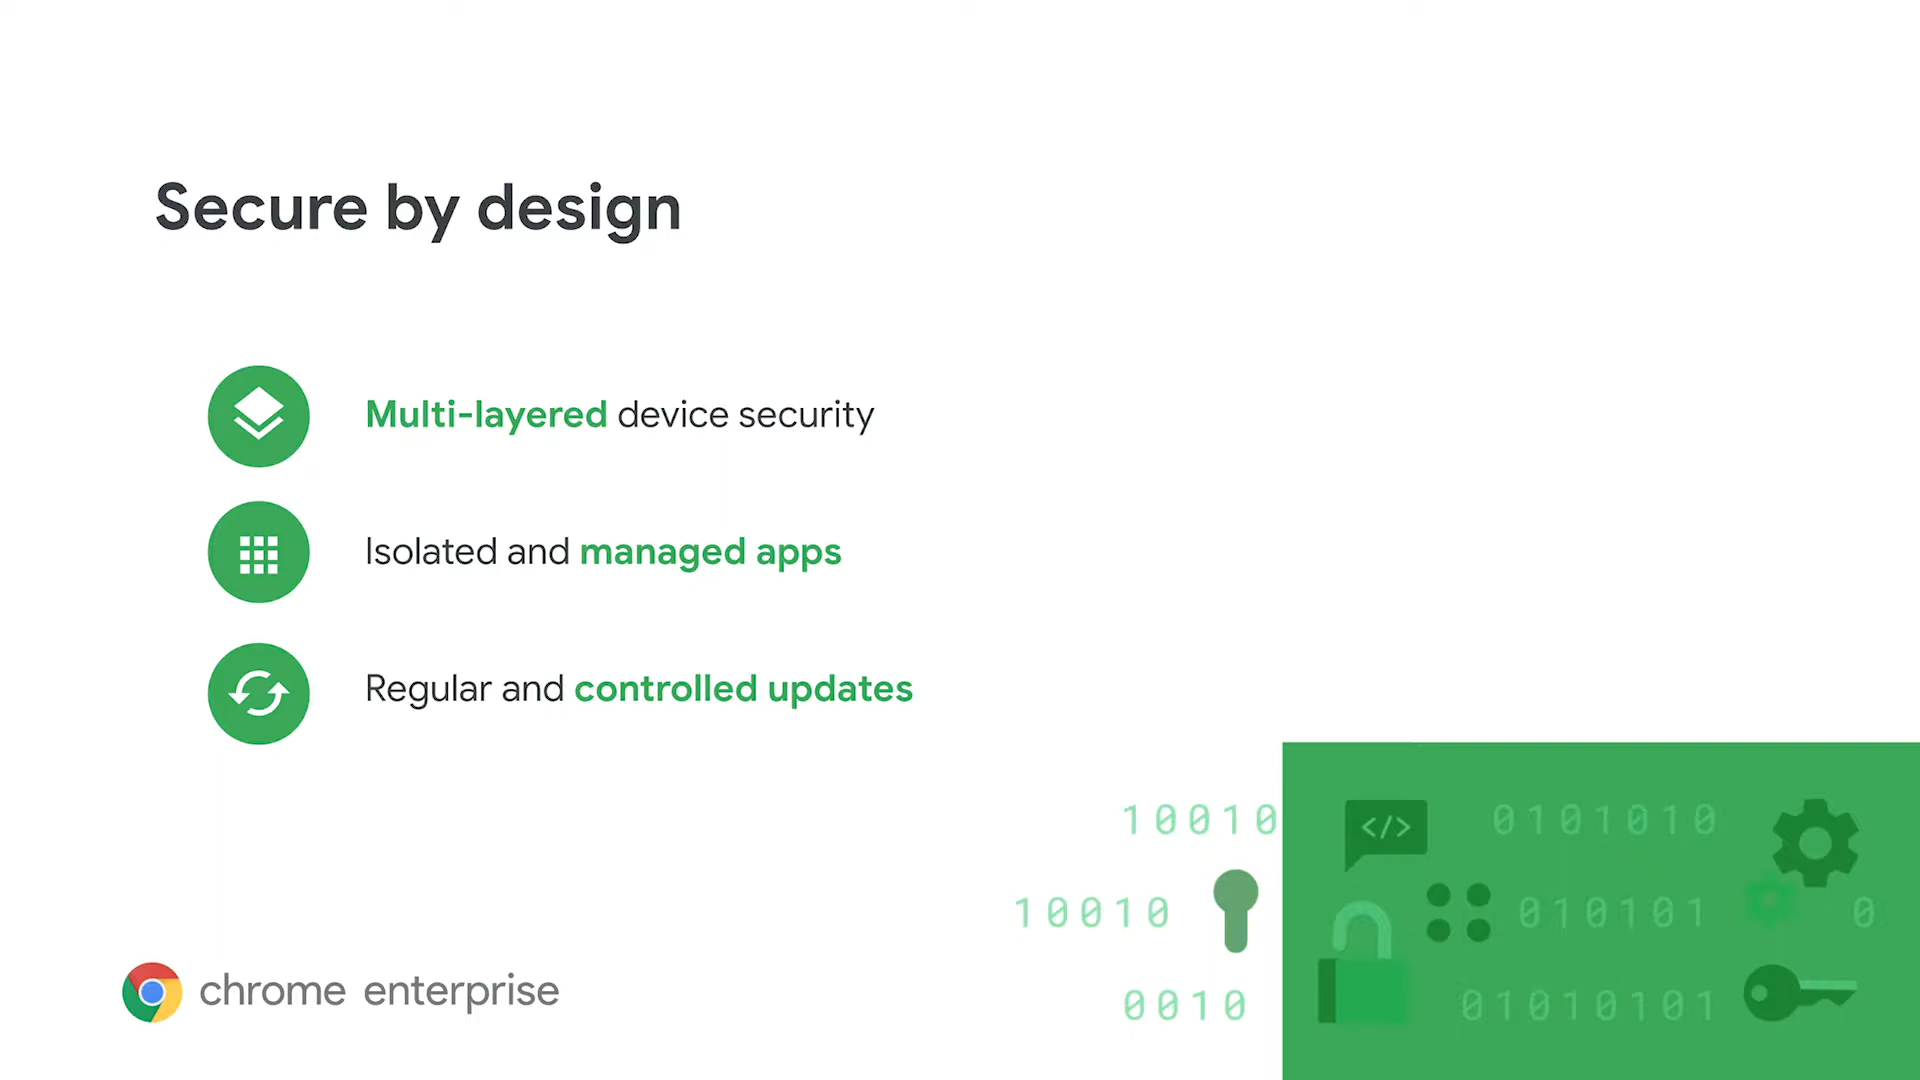 Secure by design
Multi-layered device security
Isolated and managed apps
Regular and controlled updates
10010
</>
0101010
10010
010101
0
0010
01010101
chrome enterprise